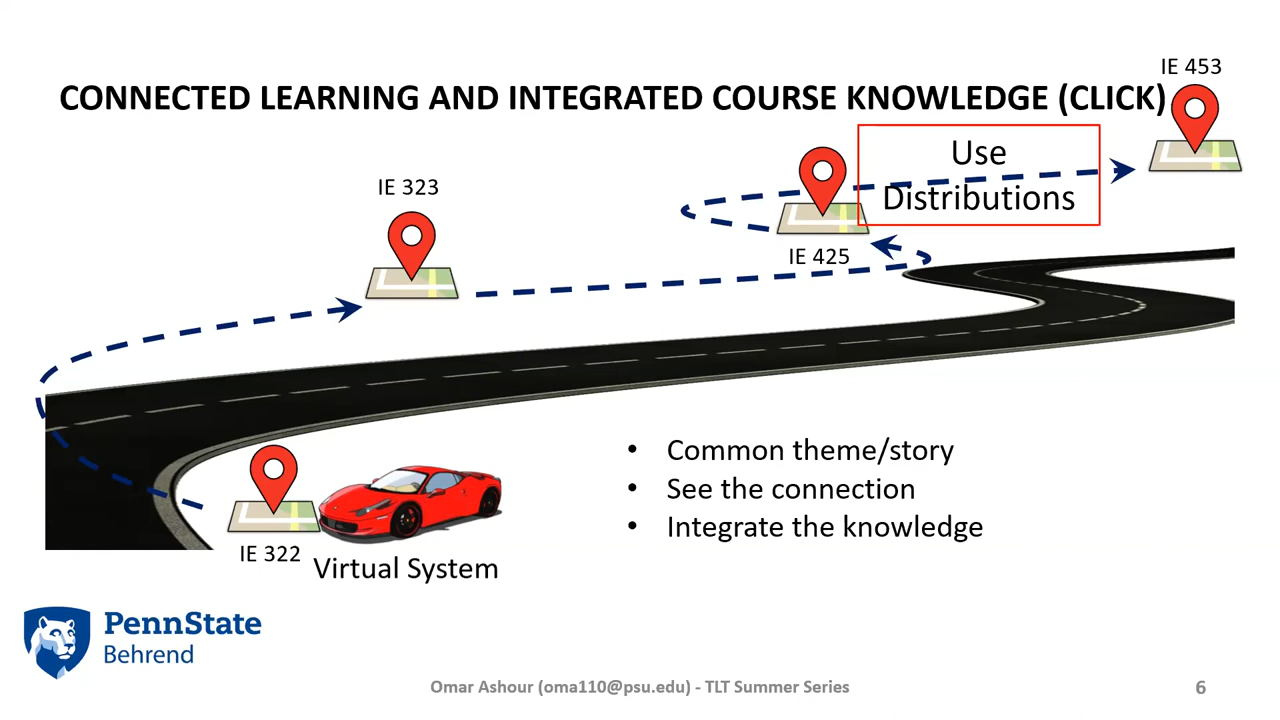 IE 453
CONNECTED LEARNING AND INTEGRATED COURSE KNOWLEDGE (CLICK)
Use
Distributions
IE 323
IE 425
• Common theme/story
• See the connection
• Integrate the knowledge
IE 322
Virtual System
PennState
Behrend
Omar Ashour (oma110@psu.edu) - TLT Summer Series
6